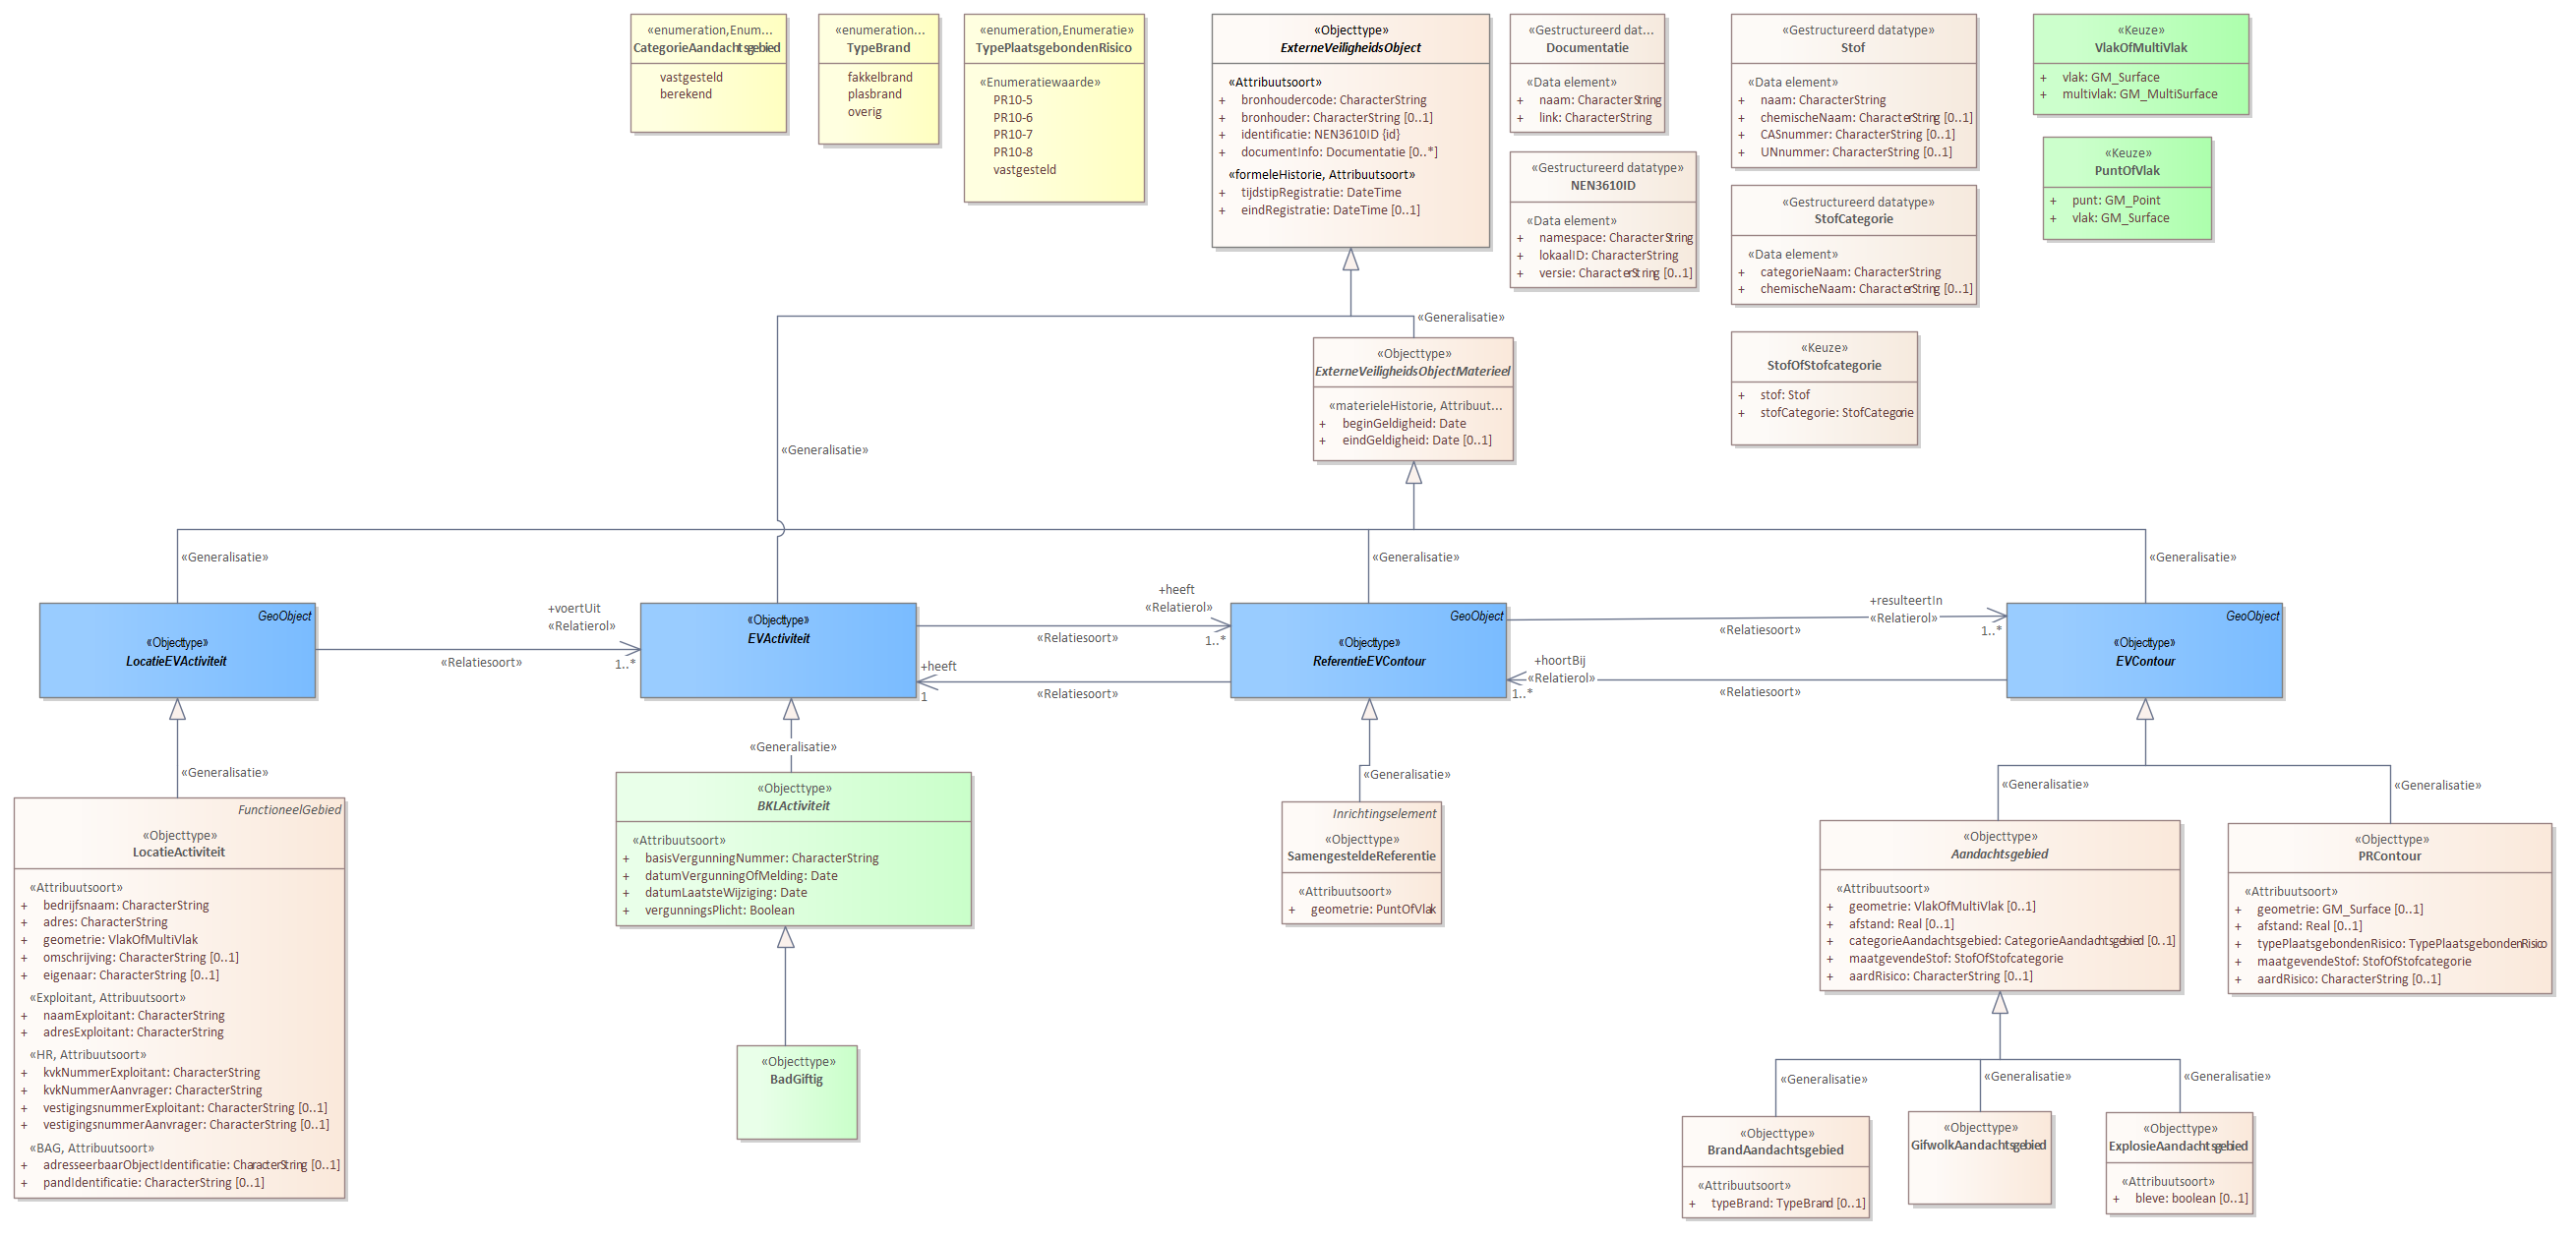 «enumeration,Enum...
CategorieAandachtsgebied
vastgesteld
berekend
«enumeration...
TypeBrand
fakkelbrand
plasbrand
overig
«enumeration,Enumeratie»
TypePlaatsgebondenRisico
«Enumeratiewaarde»
PR10-5
PR10-6
PR10-7
PR10-8
vastgesteld
«Objecttype»
ExterneVeiligheidsObject
«Attribuutsoort»
+ bronhoudercode: CharacterString
+ bronhouder: CharacterString [0..1]
+ identificatie: NEN3610ID {id}
+ documentInfo: Documentatie [0..*]
«formeleHistorie, Attribuutsoort»
+ tijdstipRegistratie: DateTime
+ eindRegistratie: DateTime [0..1]
«Gestructureerd dat...
Documentatie
«Data element»
+ naam: CharacterString
+ link: CharacterString
«Gestructureerd datatype»
NEN3610ID
«Data element»
+ namespace: CharacterString
+ lokaalID: CharacterString
+ versie: CharacterString [0..1]
«Gestructureerd datatype»
Stof
«Data element»
+ naam: CharacterString
+ chemischeNaam: CharacterString [0..1]
+ CASnummer: CharacterString [0..1]
+ UNnummer: CharacterString [0..1]
«Gestructureerd datatype»
StofCategorie
«Data element»
+ categorieNaam: CharacterString
+ chemischeNaam: CharacterString [0..1]
«Keuze»
StofOfStofcategorie
+ stof: Stof
+ stofCategorie: StofCategorie
«Keuze»
VlakOfMultiVlak
+ vlak: GM_Surface
+ multivlak: GM_MultiSurface
«Keuze»
PuntOfVlak
+ punt: GM_Point
+ vlak: GM_Surface
«Generalisatie»
«Objecttype»
ExterneVeiligheidsObjectMaterieel
«materieleHistorie, Attribuut...
+ beginGeldigheid: Date
+ eindGeldigheid: Date [0..1]
«Generalisatie»
«Generalisatie»
«Generalisatie»
«Generalisatie»
GeoObject
«Objecttype»
LocatieEVActiviteit
+voertUit
«Relatierol»
1..*
«Relatiesoort»
«Objecttype»
EVActiviteit
+heeft
«Relatierol»
1..*
«Relatiesoort»
+heeft
1
«Relatiesoort»
GeoObject
«Objecttype»
ReferentieEVContour
+resulteertIn
«Relatierol»
1..*
«Relatiesoort»
+hoortBij
«Relatierol»
1..*
«Relatiesoort»
GeoObject
«Objecttype»
EVContour
«Generalisatie»
«Generalisatie»
«Generalisatie»
«Generalisatie»
«Generalisatie»
FunctioneelGebied
«Objecttype»
LocatieActiviteit
«Attribuutsoort»
+ bedrijfsnaam: CharacterString
+ adres: CharacterString
+ geometrie: VlakOfMultiVlak
+ omschrijving: CharacterString [0..1]
+ eigenaar: CharacterString [0..1]
«Exploitant, Attribuutsoort»
+ naamExploitant: CharacterString
+ adresExploitant: CharacterString
«HR, Attribuutsoort»
+ kvkNummerExploitant: CharacterString
+ kvkNummerAanvrager: CharacterString
+ vestigingsnummerExploitant: CharacterString [0..1]
+ vestigingsnummerAanvrager: CharacterString [0..1]
«BAG, Attribuutsoort»
+ adresseerbaarObjectIdentificatie: CharacterString [0..1]
+ pandIdentificatie: CharacterString [0..1]
«Objecttype»
BKLActiviteit
«Attribuutsoort»
+ basisVergunningNummer: CharacterString
+ datumVergunningOfMelding: Date
+ datumLaatsteWijziging: Date
+ vergunningsPlicht: Boolean
«Objecttype»
BadGiftig
Inrichtingselement
«Objecttype»
SamengesteldeReferentie
«Attribuutsoort»
+ geometrie: PuntOfVlak
«Objecttype»
Aandachtsgebied
«Attribuutsoort»
+ geometrie: VlakOfMultiVlak [0..1]
+ afstand: Real [0..1]
+ categorieAandachtsgebied: CategorieAandachtsgebied [0..1]
+ maatgevendeStof: StofOfStofcategorie
+ aardRisico: CharacterString [0..1]
«Objecttype»
PRContour
«Attribuutsoort»
+ geometrie: GM_Surface [0..1]
+ afstand: Real [0..1]
+ typePlaatsgebondenRisico: TypePlaatsgebondenRisico
+ maatgevendeStof: StofOfStofcategorie
+ aardRisico: CharacterString [0..1]
«Generalisatie»
«Generalisatie»
«Generalisatie»
«Objecttype»
BrandAandachtsgebied
«Attribuutsoort»
+ typeBrand: TypeBrand [0..1]
«Objecttype»
GifwolkAandachtsgebied
«Objecttype»
ExplosieAandachtsgebied
«Attribuutsoort»
+ bleve: boolean [0..1]